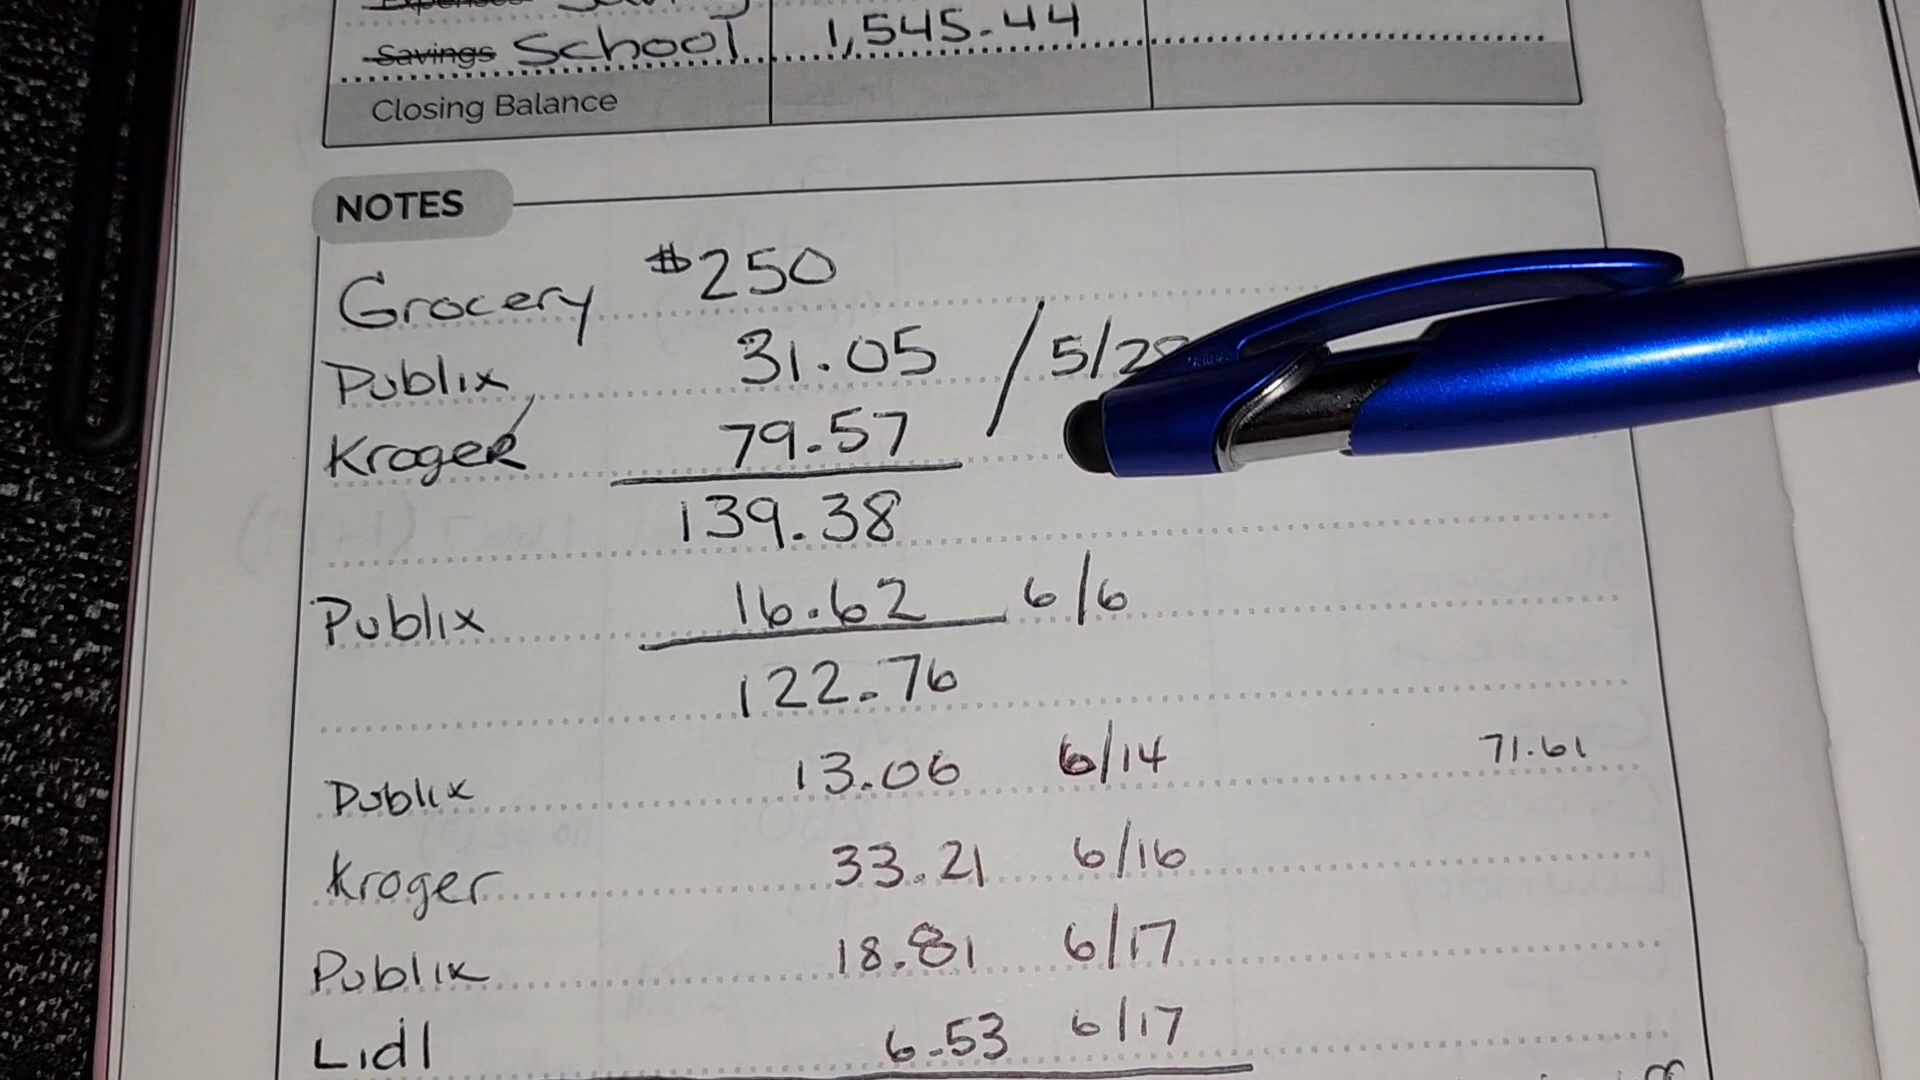 Savings School 1,545.44
Closing Balance
NOTES
Grocery $250
Publix 31.05 / 5/28
Kroger 79.57
139.38
Publix 16.62 6/6
122.76
Publix 13.06 6/14 71.61
Kroger 33.21 6/16
Publix 18.81 6/17
Lidl 6.53 6/17